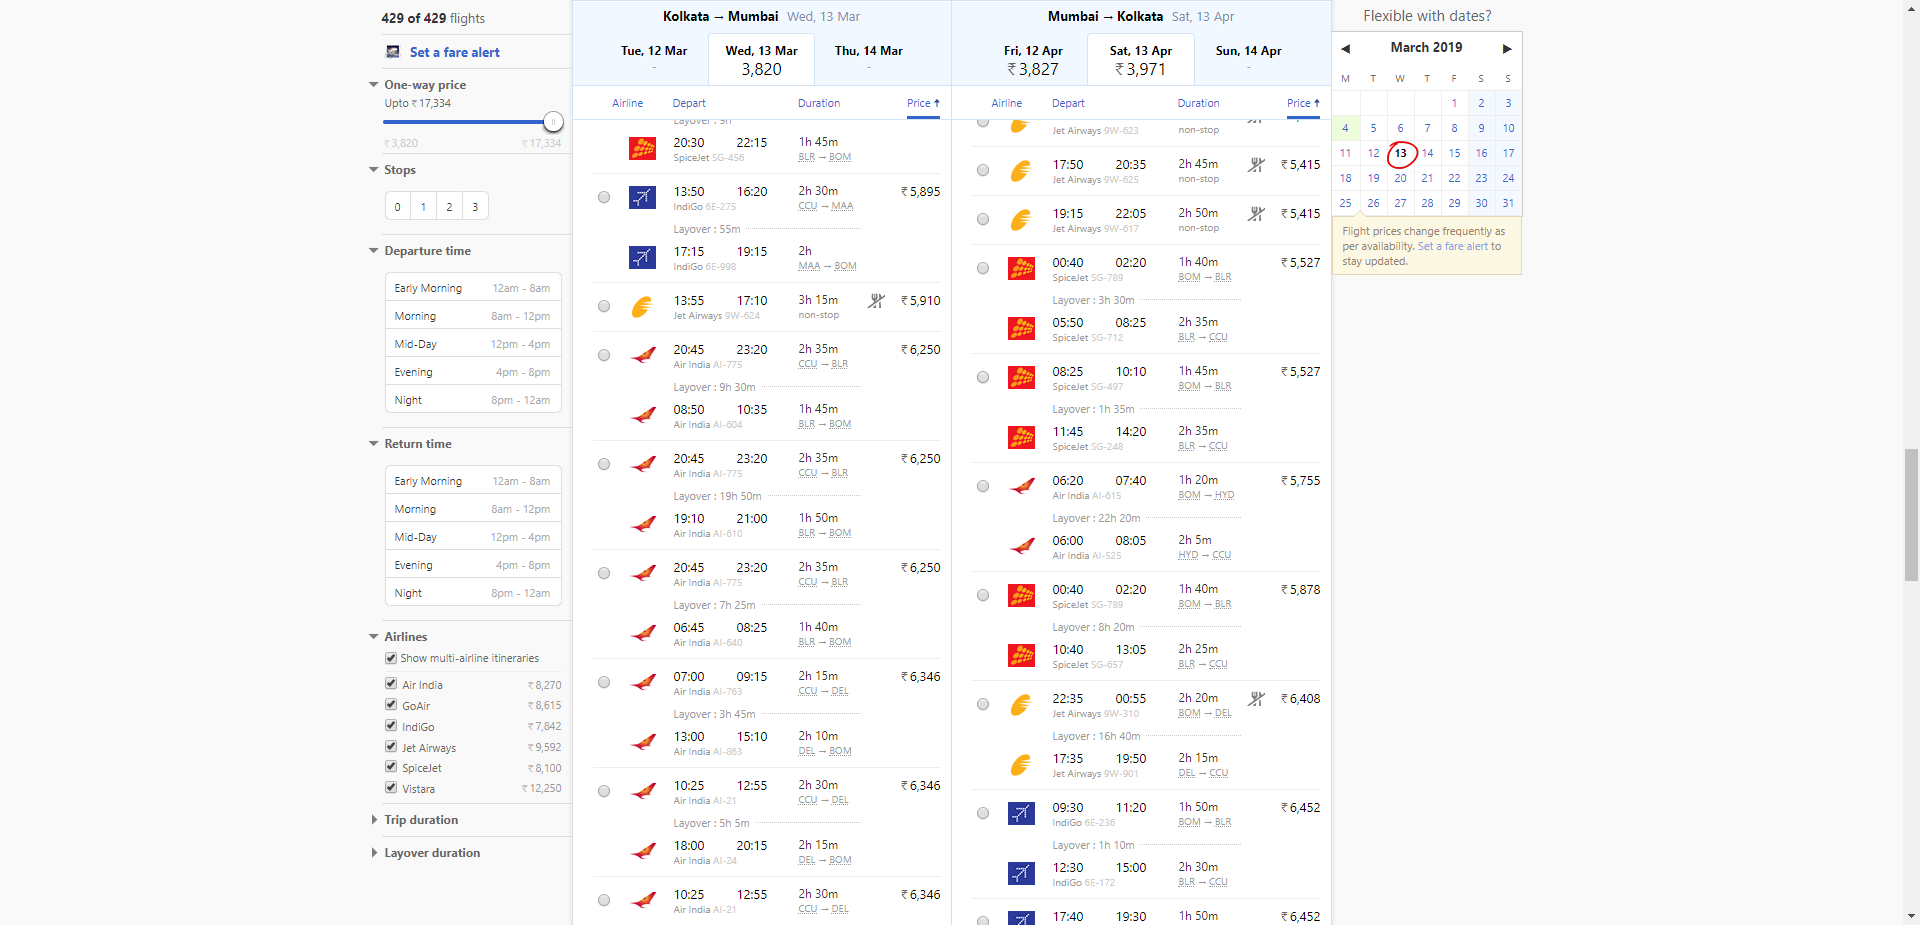 429 of 429 flights
Set a fare alert
One-way price
Upto ₹ 17,334
₹ 3,820 ₹ 17,334
Stops
0 1 2 3
Departure time
Early Morning 12am - 8am
Morning 8am - 12pm
Mid-Day 12pm - 4pm
Evening 4pm - 8pm
Night 8pm - 12am
Return time
Early Morning 12am - 8am
Morning 8am - 12pm
Mid-Day 12pm - 4pm
Evening 4pm - 8pm
Night 8pm - 12am
Airlines
Show multi-airline itineraries
Air India ₹ 8,270
GoAir ₹ 8,615
IndiGo ₹ 7,842
Jet Airways ₹ 9,592
SpiceJet ₹ 8,100
Vistara ₹ 12,250
Trip duration
Layover duration
Kolkata → Mumbai Wed, 13 Mar
Tue, 12 Mar Wed, 13 Mar Thu, 14 Mar
- 3,820 -
Airline Depart Duration Price ↑
Layover : 9h
20:30 22:15 1h 45m
SpiceJet SG-456 BLR → BOM
13:50 16:20 2h 30m ₹ 5,895
IndiGo 6E-275 CCU → MAA
Layover : 55m
17:15 19:15 2h
IndiGo 6E-998 MAA → BOM
13:55 17:10 3h 15m ₹ 5,910
Jet Airways 9W-624 non-stop
20:45 23:20 2h 35m ₹ 6,250
Air India AI-775 CCU → BLR
Layover : 9h 30m
08:50 10:35 1h 45m
Air India AI-604 BLR → BOM
20:45 23:20 2h 35m ₹ 6,250
Air India AI-775 CCU → BLR
Layover : 19h 50m
19:10 21:00 1h 50m
Air India AI-610 BLR → BOM
20:45 23:20 2h 35m ₹ 6,250
Air India AI-775 CCU → BLR
Layover : 7h 25m
06:45 08:25 1h 40m
Air India AI-640 BLR → BOM
07:00 09:15 2h 15m ₹ 6,346
Air India AI-763 CCU → DEL
Layover : 3h 45m
13:00 15:10 2h 10m
Air India AI-863 DEL → BOM
10:25 12:55 2h 30m ₹ 6,346
Air India AI-21 CCU → DEL
Layover : 5h 5m
18:00 20:15 2h 15m
Air India AI-24 DEL → BOM
10:25 12:55 2h 30m ₹ 6,346
Air India AI-21 CCU → DEL
Mumbai → Kolkata Sat, 13 Apr
Fri, 12 Apr Sat, 13 Apr Sun, 14 Apr
₹ 3,827 ₹ 3,971 -
Airline Depart Duration Price ↑
Jet Airways 9W-623 non-stop
17:50 20:35 2h 45m ₹ 5,415
Jet Airways 9W-625 non-stop
19:15 22:05 2h 50m ₹ 5,415
Jet Airways 9W-617 non-stop
00:40 02:20 1h 40m ₹ 5,527
SpiceJet SG-789 BOM → BLR
Layover : 3h 30m
05:50 08:25 2h 35m
SpiceJet SG-712 BLR → CCU
08:25 10:10 1h 45m ₹ 5,527
SpiceJet SG-497 BOM → BLR
Layover : 1h 35m
11:45 14:20 2h 35m
SpiceJet SG-248 BLR → CCU
06:20 07:40 1h 20m ₹ 5,755
Air India AI-615 BOM → HYD
Layover : 22h 20m
06:00 08:05 2h 5m
Air India AI-525 HYD → CCU
00:40 02:20 1h 40m ₹ 5,878
SpiceJet SG-789 BOM → BLR
Layover : 8h 20m
10:40 13:05 2h 25m
SpiceJet SG-657 BLR → CCU
22:35 00:55 2h 20m ₹ 6,408
Jet Airways 9W-310 BOM → DEL
Layover : 16h 40m
17:35 19:50 2h 15m
Jet Airways 9W-901 DEL → CCU
09:30 11:20 1h 50m ₹ 6,452
IndiGo 6E-236 BOM → BLR
Layover : 1h 10m
12:30 15:00 2h 30m
IndiGo 6E-172 BLR → CCU
17:40 19:30 1h 50m ₹ 6,452
Flexible with dates?
March 2019
M T W T F S S
1 2 3
4 5 6 7 8 9 10
11 12 13 14 15 16 17
18 19 20 21 22 23 24
25 26 27 28 29 30 31
Flight prices change frequently as
per availability. Set a fare alert to
stay updated.